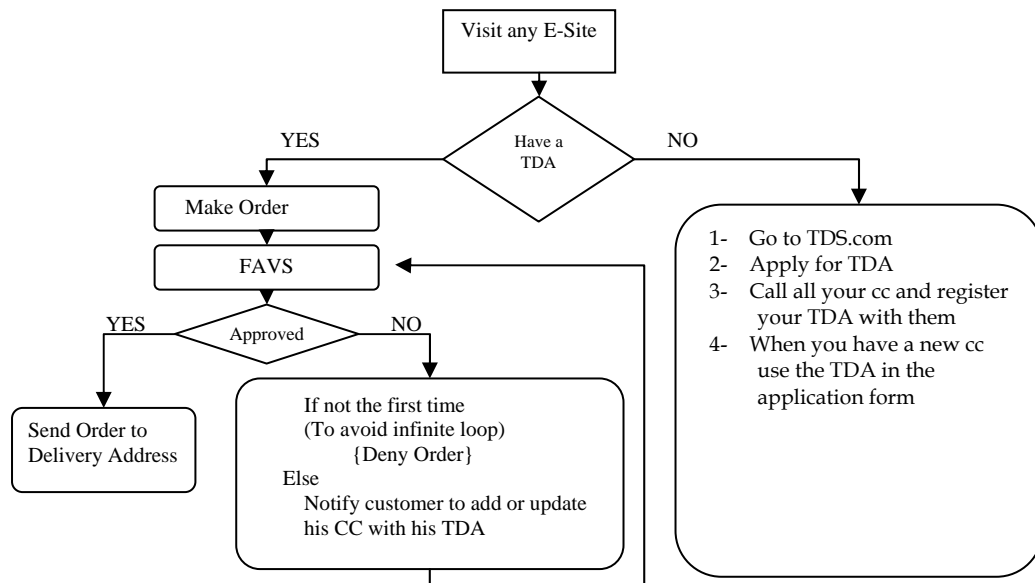 Visit any E-Site
Have a
TDA
YES
NO
Make Order
FAVS
Approved
YES
NO
Send Order to
Delivery Address
If not the first time
(To avoid infinite loop)
{Deny Order}
Else
Notify customer to add or update
his CC with his TDA
1- Go to TDS.com
2- Apply for TDA
3- Call all your cc and register
your TDA with them
4- When you have a new cc
use the TDA in the
application form